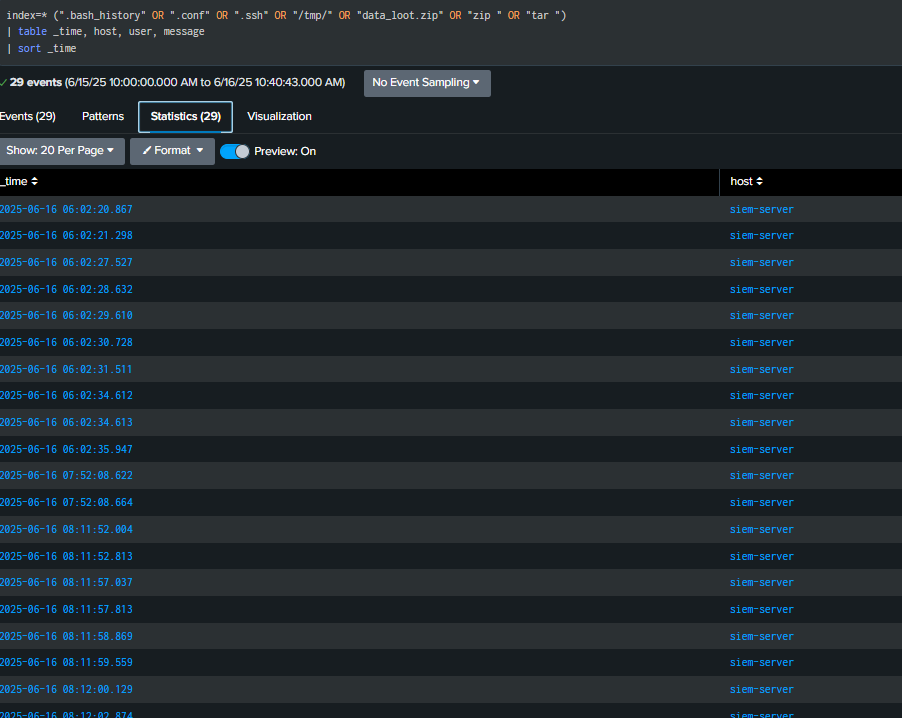 index=* (".bash_history" OR ".conf" OR ".ssh" OR "/tmp/" OR "data_loot.zip" OR "zip " OR "tar ")
| table _time, host, user, message
| sort _time
✓ 29 events (6/15/25 10:00:00.000 AM to 6/16/25 10:40:43.000 AM) No Event Sampling
Events (29) Patterns Statistics (29) Visualization
Show: 20 Per Page Format Preview: On
_time host
2025-06-16 06:02:20.867 siem-server
2025-06-16 06:02:21.298 siem-server
2025-06-16 06:02:27.527 siem-server
2025-06-16 06:02:28.632 siem-server
2025-06-16 06:02:29.610 siem-server
2025-06-16 06:02:30.728 siem-server
2025-06-16 06:02:31.511 siem-server
2025-06-16 06:02:34.612 siem-server
2025-06-16 06:02:34.613 siem-server
2025-06-16 06:02:35.947 siem-server
2025-06-16 07:52:08.622 siem-server
2025-06-16 07:52:08.664 siem-server
2025-06-16 08:11:52.004 siem-server
2025-06-16 08:11:52.813 siem-server
2025-06-16 08:11:57.037 siem-server
2025-06-16 08:11:57.813 siem-server
2025-06-16 08:11:58.869 siem-server
2025-06-16 08:11:59.559 siem-server
2025-06-16 08:12:00.129 siem-server
2025-06-16 08:12:02.874 siem-server